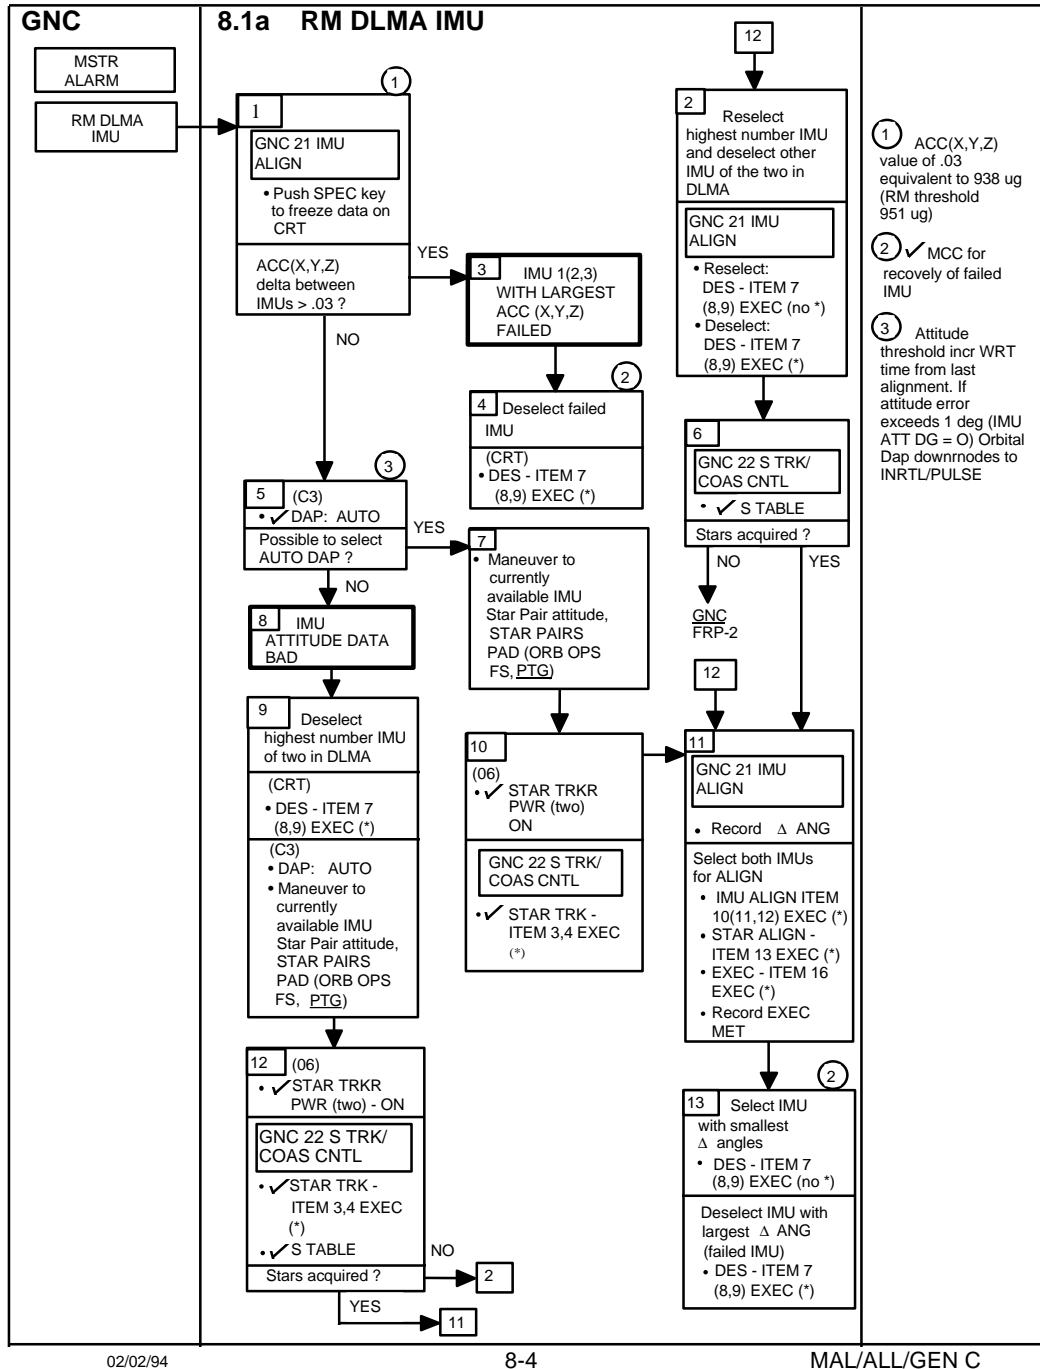 GNC
8.1a RM DLMA IMU
MSTR
ALARM
RM DLMA
IMU
1
1
GNC 21 IMU
ALIGN
• Push SPEC key
to freeze data on
CRT
ACC(X,Y,Z)
delta between
IMUs > .03 ?
YES
NO
3 IMU 1(2,3)
WITH LARGEST
ACC (X,Y,Z)
FAILED
2
4 Deselect failed
IMU
(CRT)
• DES - ITEM 7
(8,9) EXEC (*)
3
5 (C3)
• ✓ DAP: AUTO
Possible to select
AUTO DAP ?
YES
NO
7
• Maneuver to
currently
available IMU
Star Pair attitude,
STAR PAIRS
PAD (ORB OPS
FS, PTG)
8 IMU
ATTITUDE DATA
BAD
9 Deselect
highest number IMU
of two in DLMA
(CRT)
• DES - ITEM 7
(8,9) EXEC (*)
(C3)
• DAP: AUTO
• Maneuver to
currently
available IMU
Star Pair attitude,
STAR PAIRS
PAD (ORB OPS
FS, PTG)
10
(06)
• ✓ STAR TRKR
PWR (two)
ON
GNC 22 S TRK/
COAS CNTL
• ✓ STAR TRK -
ITEM 3,4 EXEC
(*)
12 (06)
• ✓ STAR TRKR
PWR (two) - ON
GNC 22 S TRK/
COAS CNTL
• ✓ STAR TRK -
ITEM 3,4 EXEC
(*)
• ✓ S TABLE
Stars acquired ?
NO
2
YES
11
12
2 Reselect
highest number IMU
and deselect other
IMU of the two in
DLMA
GNC 21 IMU
ALIGN
• Reselect:
DES - ITEM 7
(8,9) EXEC (no *)
• Deselect:
DES - ITEM 7
(8,9) EXEC (*)
6
GNC 22 S TRK/
COAS CNTL
• ✓ S TABLE
Stars acquired ?
NO
YES
GNC
FRP-2
12
11
GNC 21 IMU
ALIGN
• Record Δ ANG
Select both IMUs
for ALIGN
• IMU ALIGN ITEM
10(11,12) EXEC (*)
• STAR ALIGN -
ITEM 13 EXEC (*)
• EXEC - ITEM 16
EXEC (*)
• Record EXEC
MET
2
13 Select IMU
with smallest
Δ angles
• DES - ITEM 7
(8,9) EXEC (no *)
Deselect IMU with
largest Δ ANG
(failed IMU)
• DES - ITEM 7
(8,9) EXEC (*)
1 ACC(X,Y,Z)
value of .03
equivalent to 938 ug
(RM threshold
951 ug)
2 ✓ MCC for
recovely of failed
IMU
3 Attitude
threshold incr WRT
time from last
alignment. If
attitude error
exceeds 1 deg (IMU
ATT DG = O) Orbital
Dap downrnodes to
INRTL/PULSE
02/02/94
8-4
MAL/ALL/GEN C